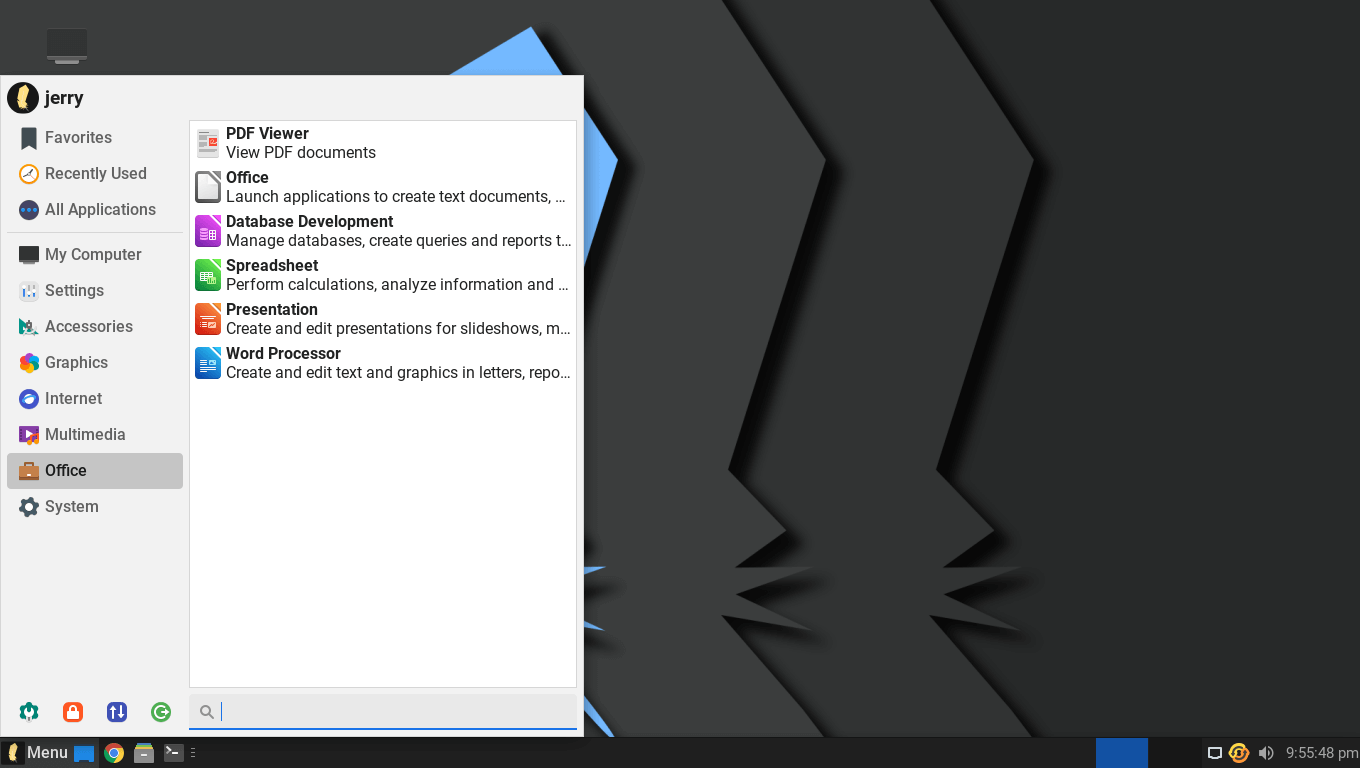 jerry
Favorites
Recently Used
All Applications
My Computer
Settings
Accessories
Graphics
Internet
Multimedia
Office
System
PDF Viewer
View PDF documents
Office
Launch applications to create text documents, ...
Database Development
Manage databases, create queries and reports t...
Spreadsheet
Perform calculations, analyze information and ...
Presentation
Create and edit presentations for slideshows, m...
Word Processor
Create and edit text and graphics in letters, repo...
Menu
9:55:48 pm